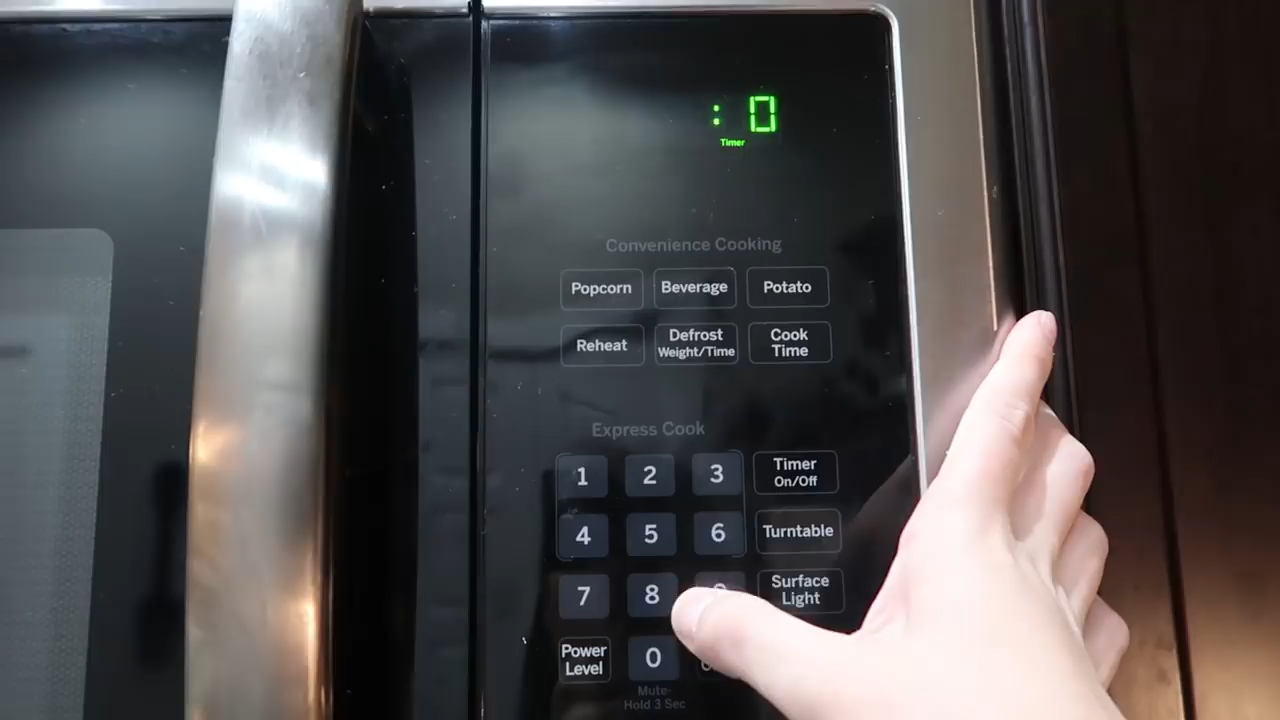 : 0
Timer
Convenience Cooking
Popcorn Beverage Potato
Reheat Defrost Weight/Time Cook Time
Express Cook
1 2 3 Timer On/Off
4 5 6 Turntable
7 8 Surface Light
Power Level 0
Mute-
Hold 3 Sec